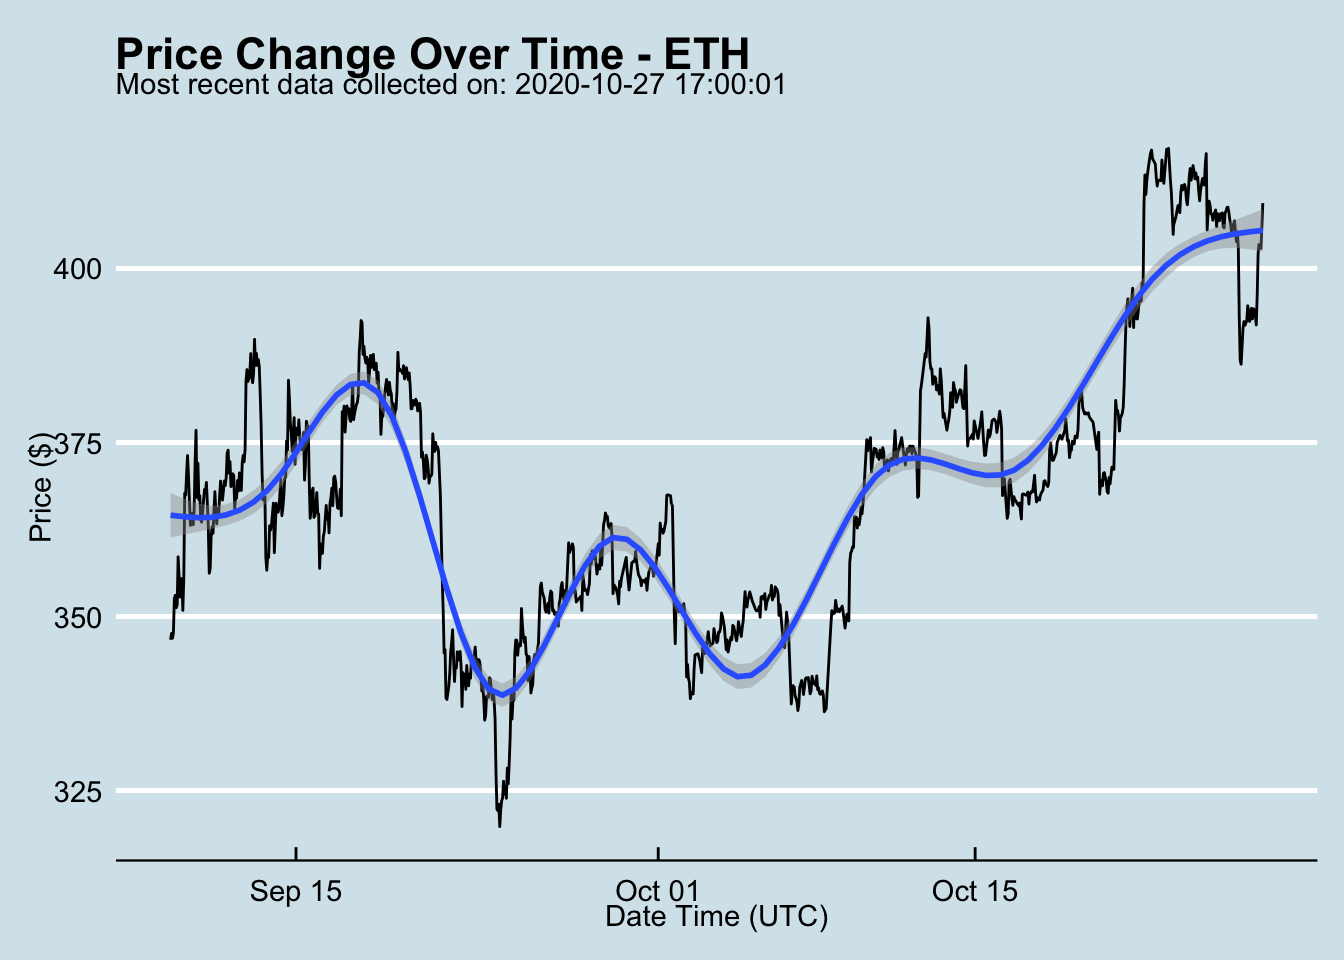 Price Change Over Time - ETH
Most recent data collected on: 2020-10-27 17:00:01
Price ($)
400
375
350
325
Sep 15
Oct 01
Oct 15
Date Time (UTC)